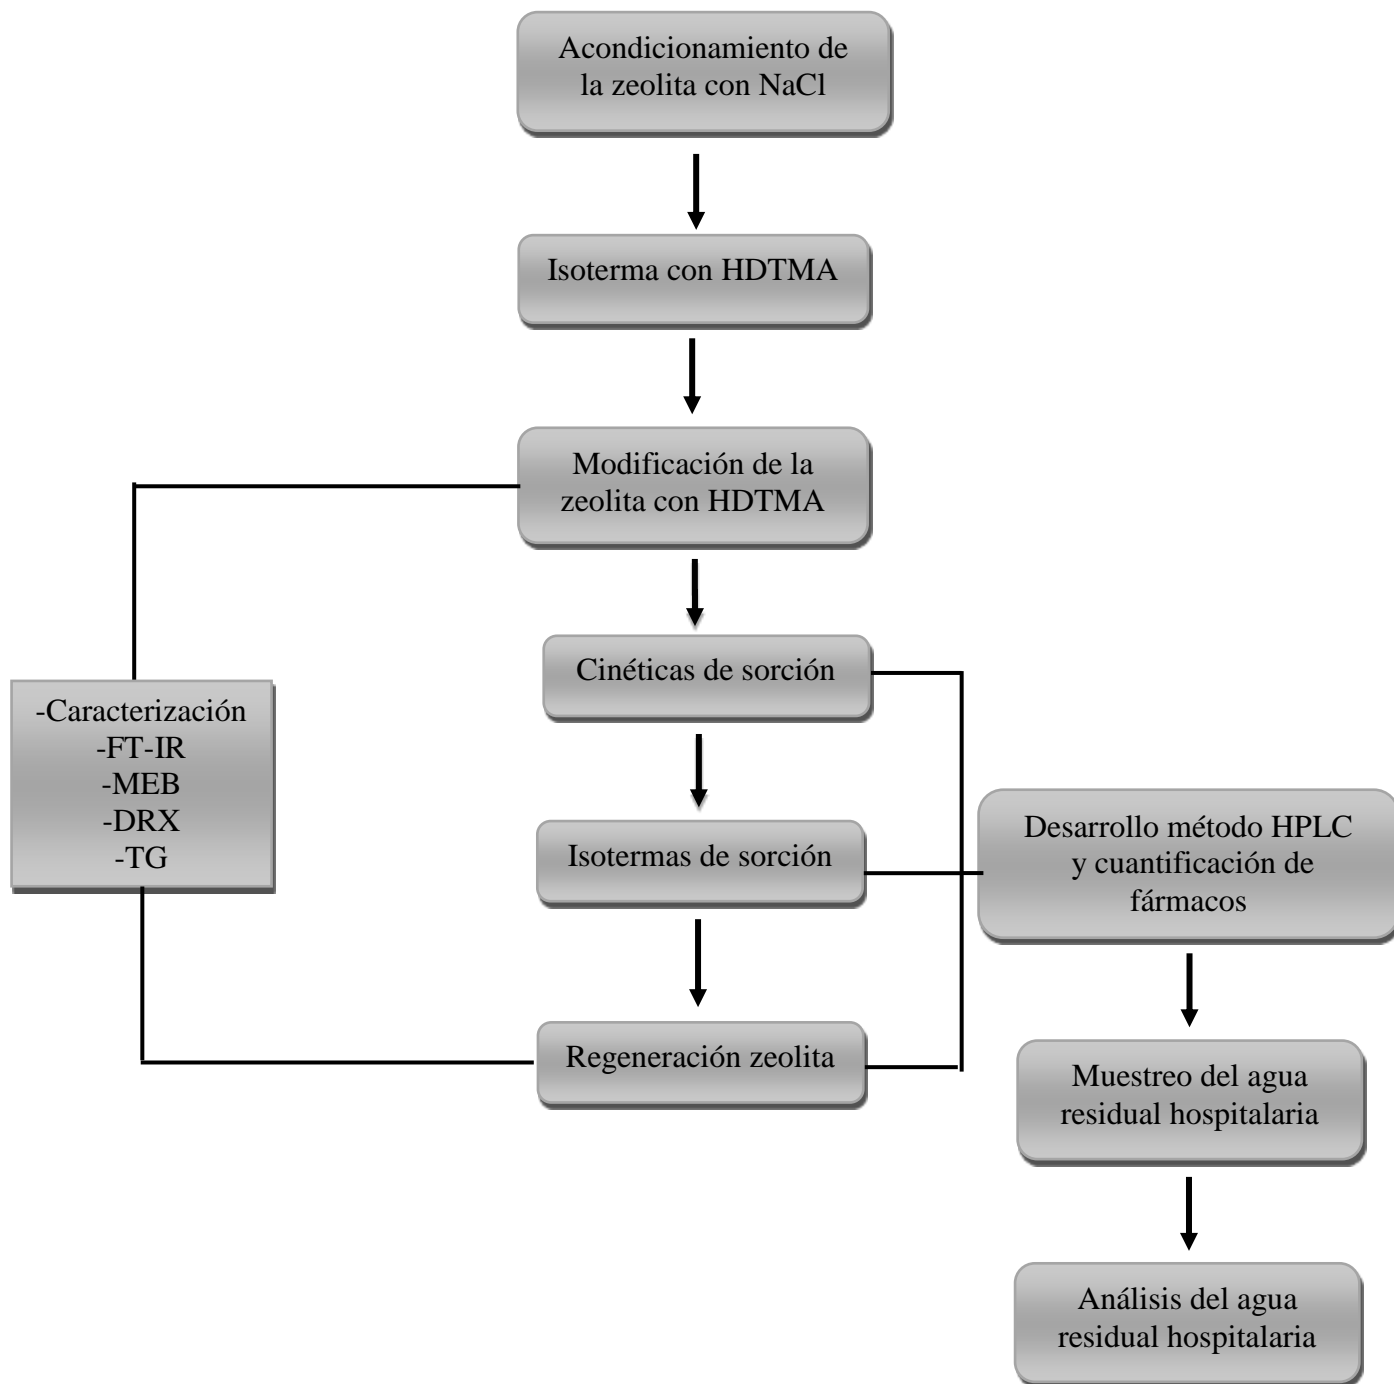 Acondicionamiento de
la zeolita con NaCl
Isoterma con HDTMA
Modificación de la
zeolita con HDTMA
Cinéticas de sorción
-Caracterización
-FT-IR
-MEB
-DRX
-TG
Isotermas de sorción
Desarrollo método HPLC
y cuantificación de
fármacos
Regeneración zeolita
Muestreo del agua
residual hospitalaria
Análisis del agua
residual hospitalaria